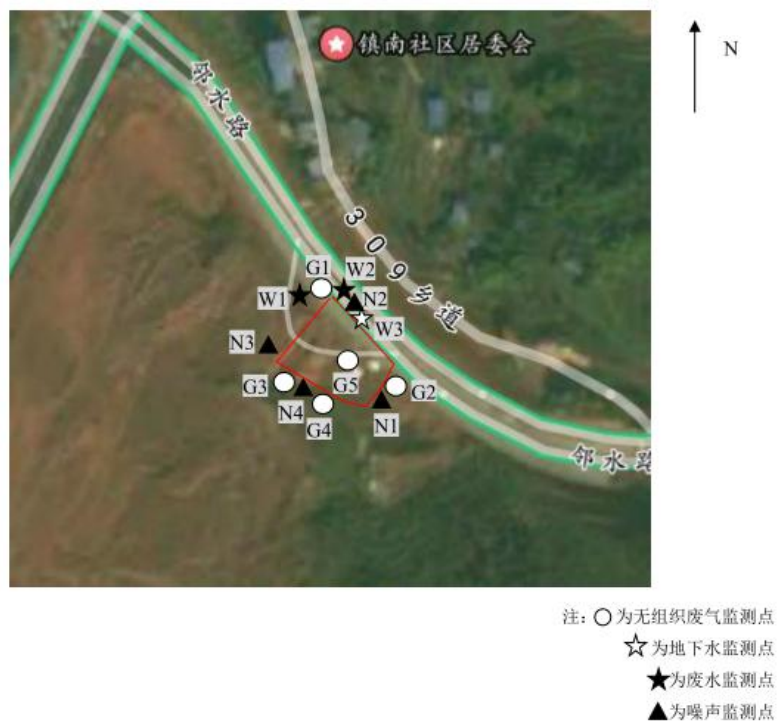 镇南社区居委会
N
邻水路
309乡道
G1
W2
W1
N2
W3
N3
G5
G3
G2
N4
G4
N1
邻水路
注：○为无组织废气监测点
☆为地下水监测点
★为废水监测点
▲为噪声监测点